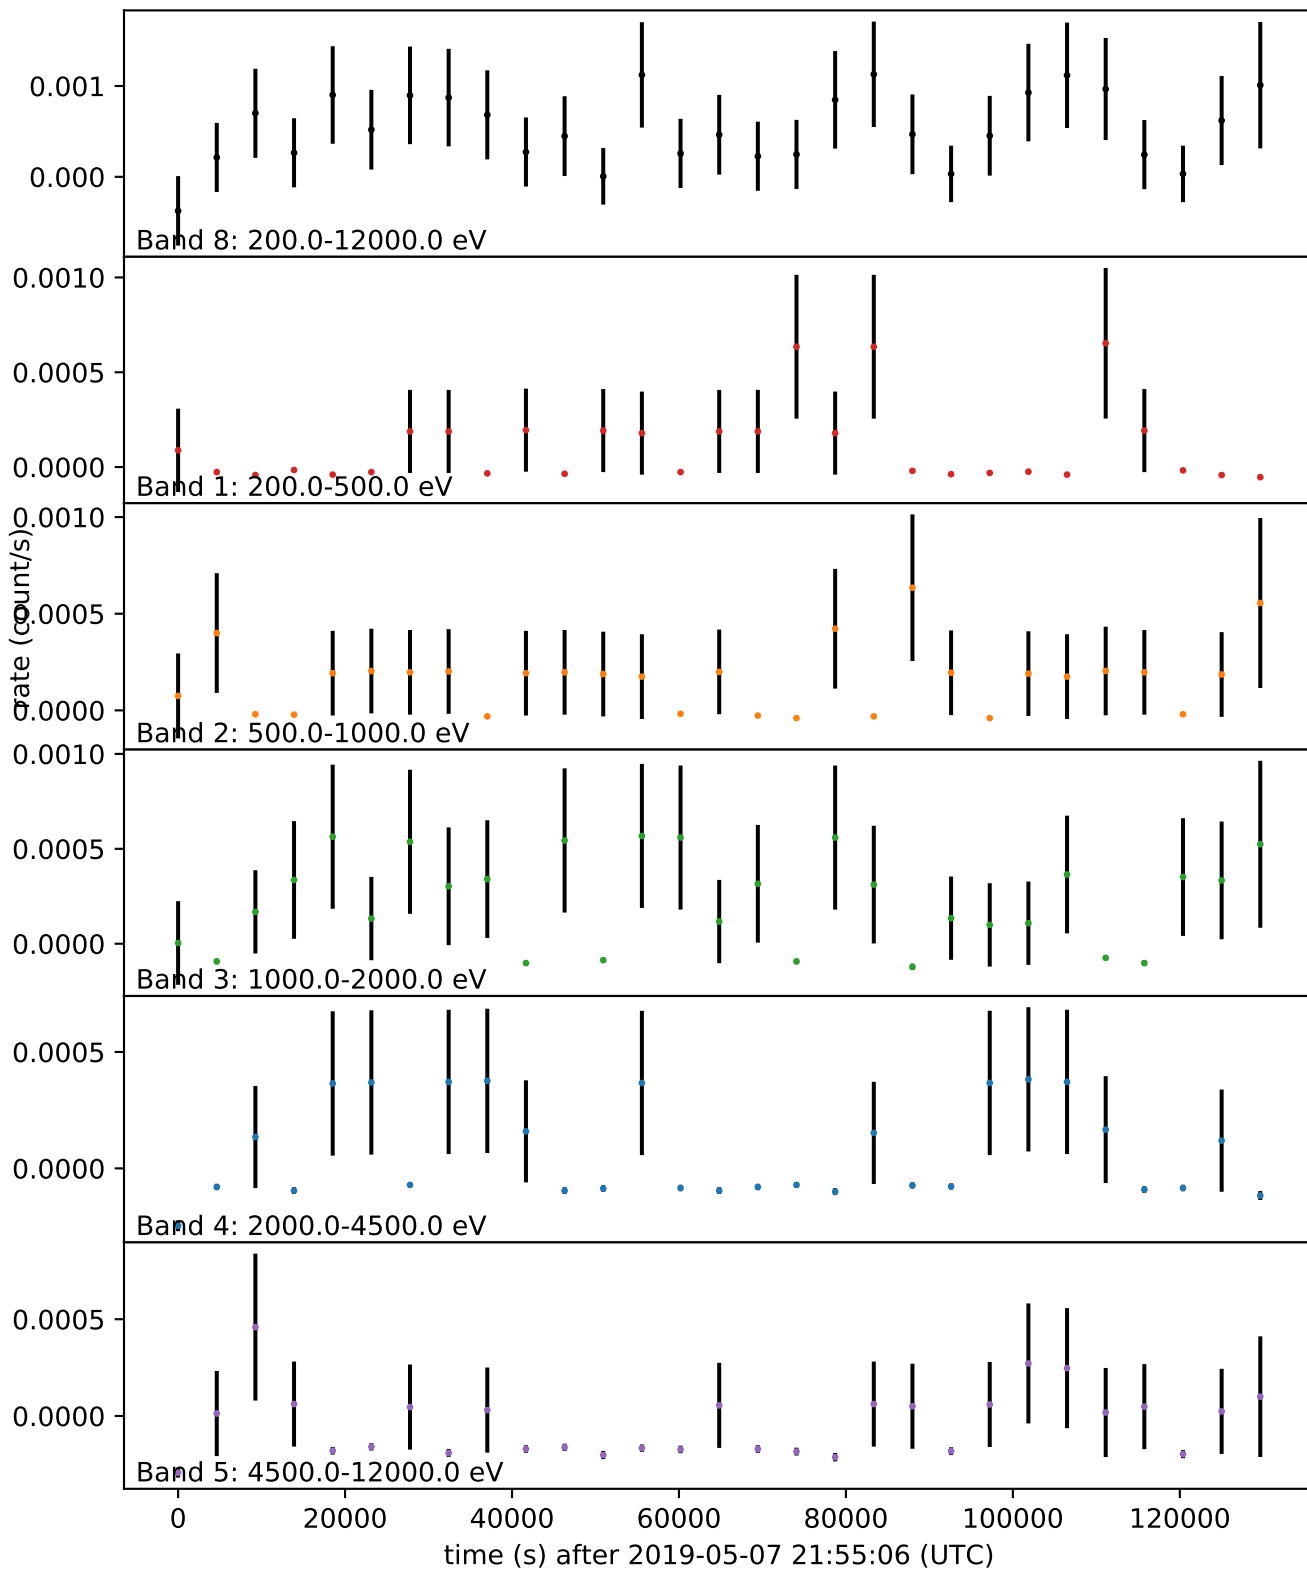 0.001
0.000
Band 8: 200.0-12000.0 eV
0.0010
0.0005
0.0000
Band 1: 200.0-500.0 eV
rate (count/s)
0.0010
0.0005
0.0000
Band 2: 500.0-1000.0 eV
0.0010
0.0005
0.0000
Band 3: 1000.0-2000.0 eV
0.0005
0.0000
Band 4: 2000.0-4500.0 eV
0.0005
0.0000
Band 5: 4500.0-12000.0 eV
0 20000 40000 60000 80000 100000 120000
time (s) after 2019-05-07 21:55:06 (UTC)